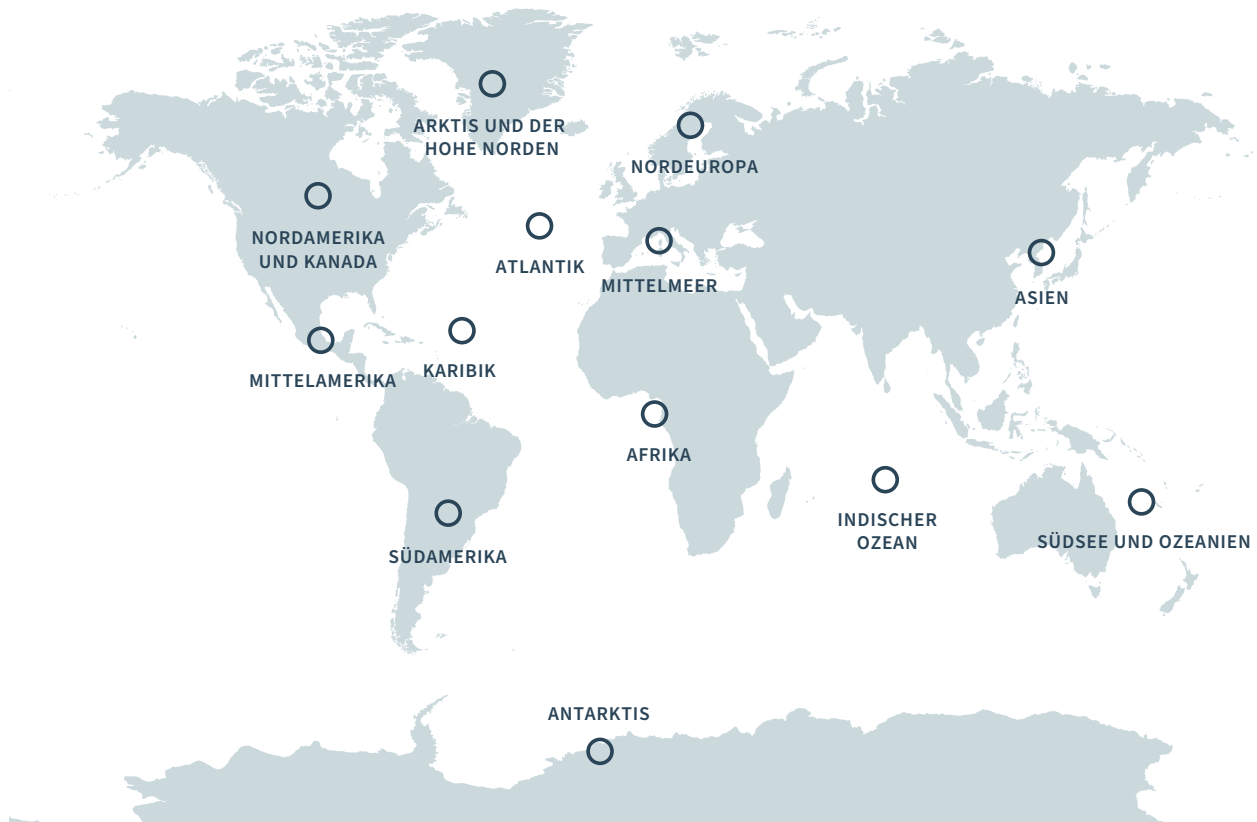 ARKTIS UND DER
HOHE NORDEN
NORDEUROPA
NORDAMERIKA
UND KANADA
ATLANTIK
MITTELMEER
ASIEN
MITTELAMERIKA
KARIBIK
AFRIKA
INDISCHER
OZEAN
SÜDSEE UND OZEANIEN
SÜDAMERIKA
ANTARKTIS